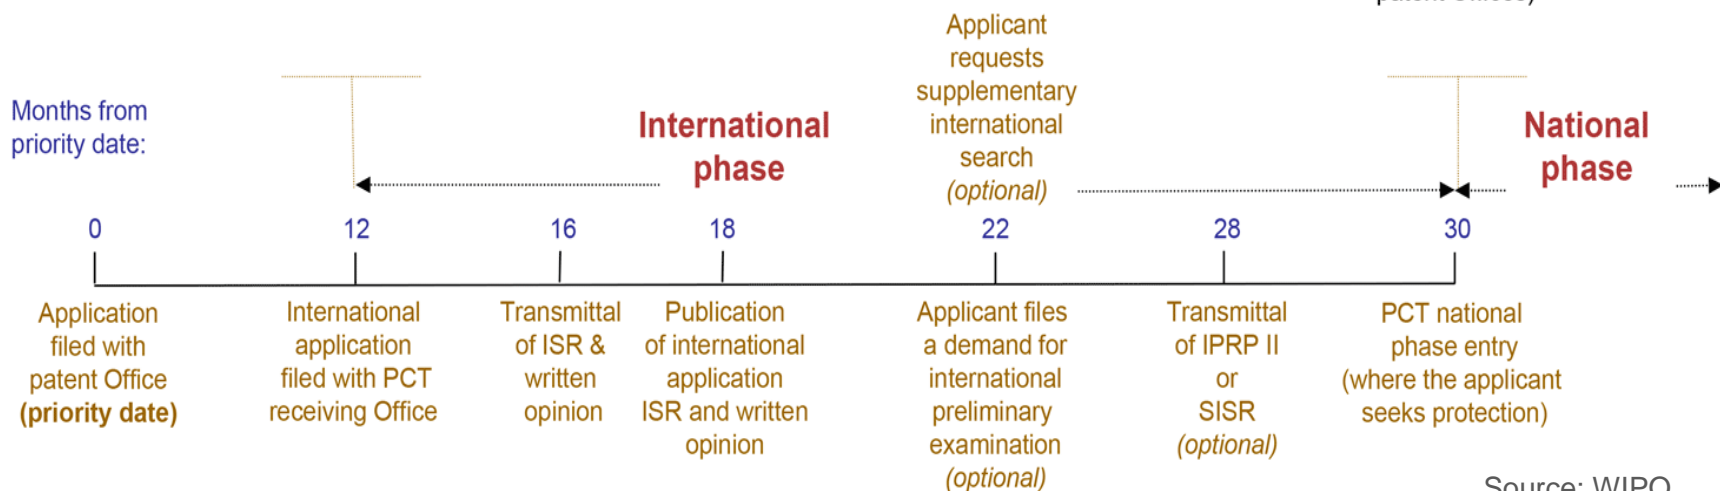 patent Offices)
Applicant
requests
supplementary
international
search
(optional)
Months from
priority date:
International
phase
National
phase
0
12
16
18
22
28
30
Application
filed with
patent Office
(priority date)
International
application
filed with PCT
receiving Office
Transmittal
of ISR &
written
opinion
Publication
of international
application
ISR and written
opinion
Applicant files
a demand for
international
preliminary
examination
(optional)
Transmittal
of IPRP II
or
SISR
(optional)
PCT national
phase entry
(where the applicant
seeks protection)
Source: WIPO